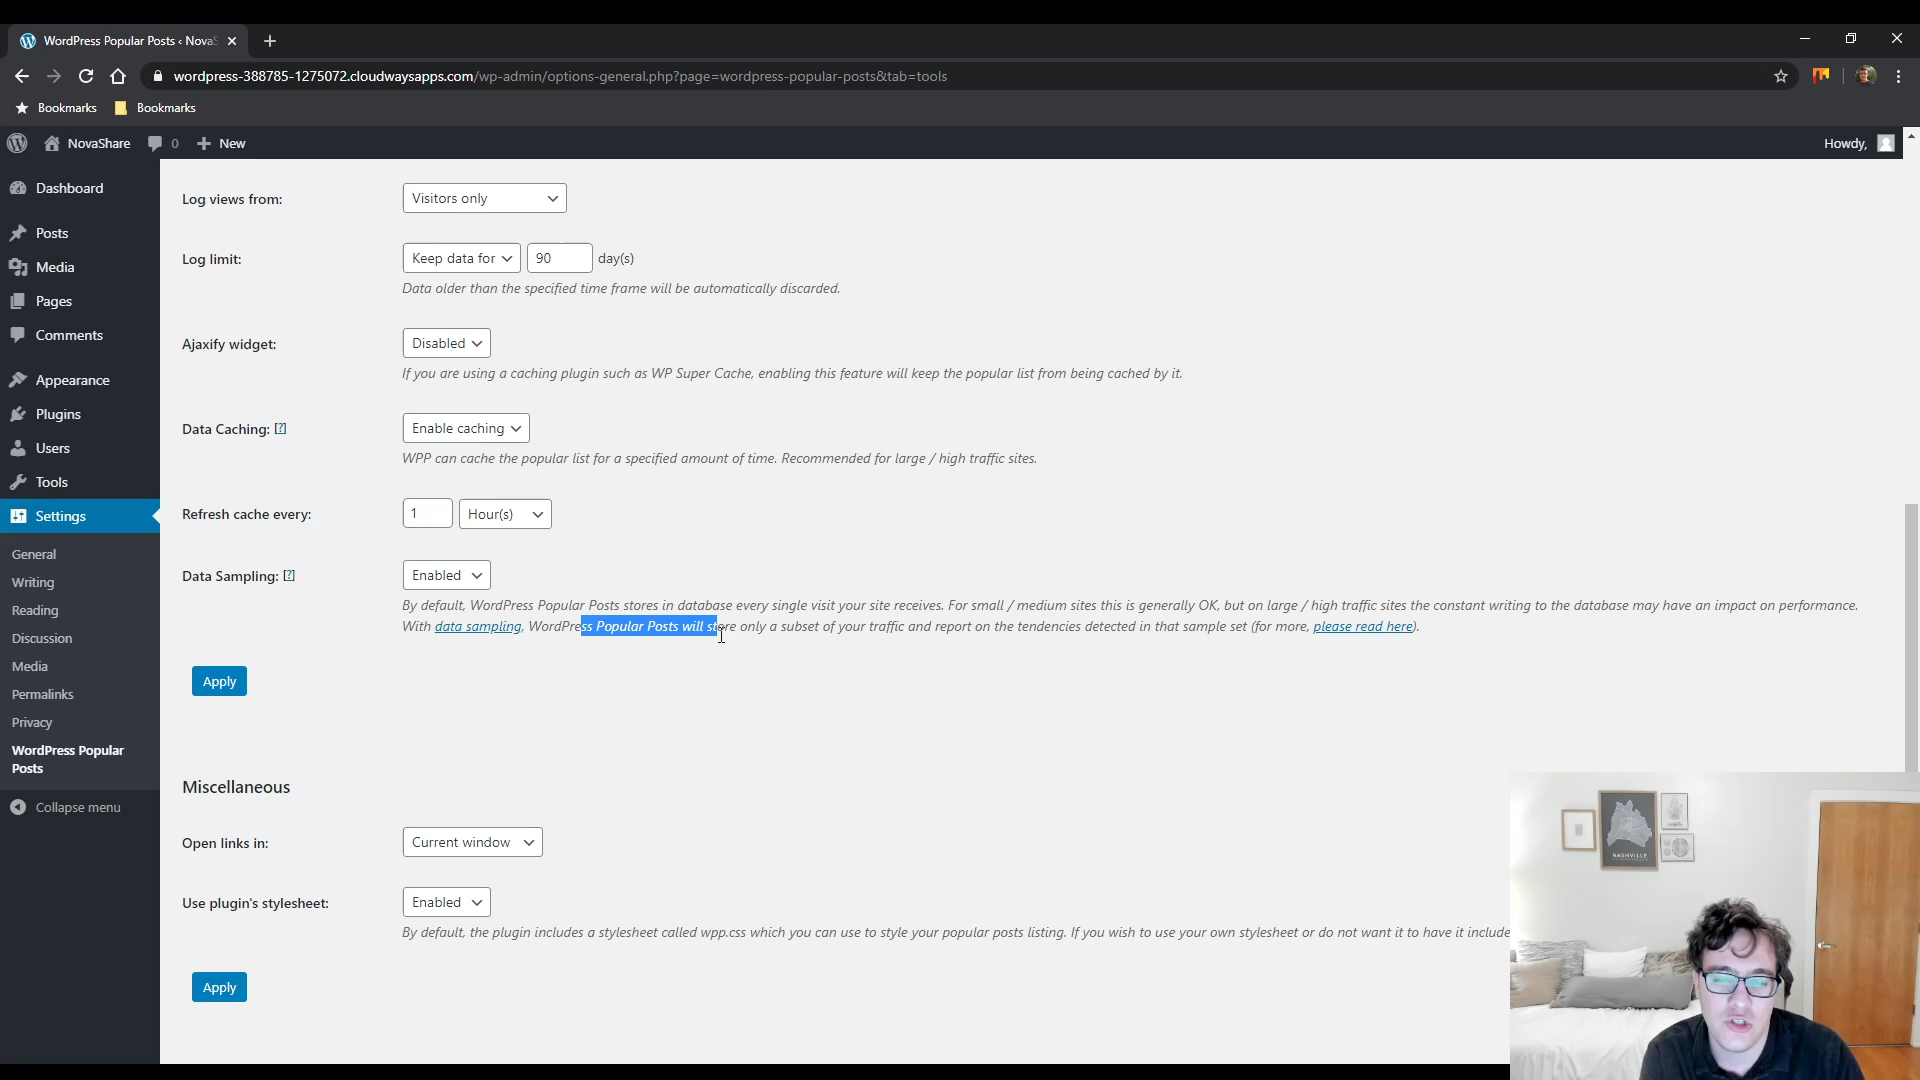 WordPress Popular Posts ‹ NovaS
wordpress-388785-1275072.cloudwaysapps.com/wp-admin/options-general.php?page=wordpress-popular-posts&tab=tools
Bookmarks Bookmarks
NovaShare 0 New Howdy,
Dashboard
Posts
Media
Pages
Comments
Appearance
Plugins
Users
Tools
Settings
General
Writing
Reading
Discussion
Media
Permalinks
Privacy
WordPress Popular
Posts
Collapse menu
Log views from: Visitors only
Log limit: Keep data for 90 day(s)
Data older than the specified time frame will be automatically discarded.
Ajaxify widget: Disabled
If you are using a caching plugin such as WP Super Cache, enabling this feature will keep the popular list from being cached by it.
Data Caching: [?] Enable caching
WPP can cache the popular list for a specified amount of time. Recommended for large / high traffic sites.
Refresh cache every: 1 Hour(s)
Data Sampling: [?] Enabled
By default, WordPress Popular Posts stores in database every single visit your site receives. For small / medium sites this is generally OK, but on large / high traffic sites the constant writing to the database may have an impact on performance.
With data sampling, WordPress Popular Posts will store only a subset of your traffic and report on the tendencies detected in that sample set (for more, please read here).
Apply
Miscellaneous
Open links in: Current window
Use plugin's stylesheet: Enabled
By default, the plugin includes a stylesheet called wpp.css which you can use to style your popular posts listing. If you wish to use your own stylesheet or do not want it to have it include
Apply
NASHVILLE